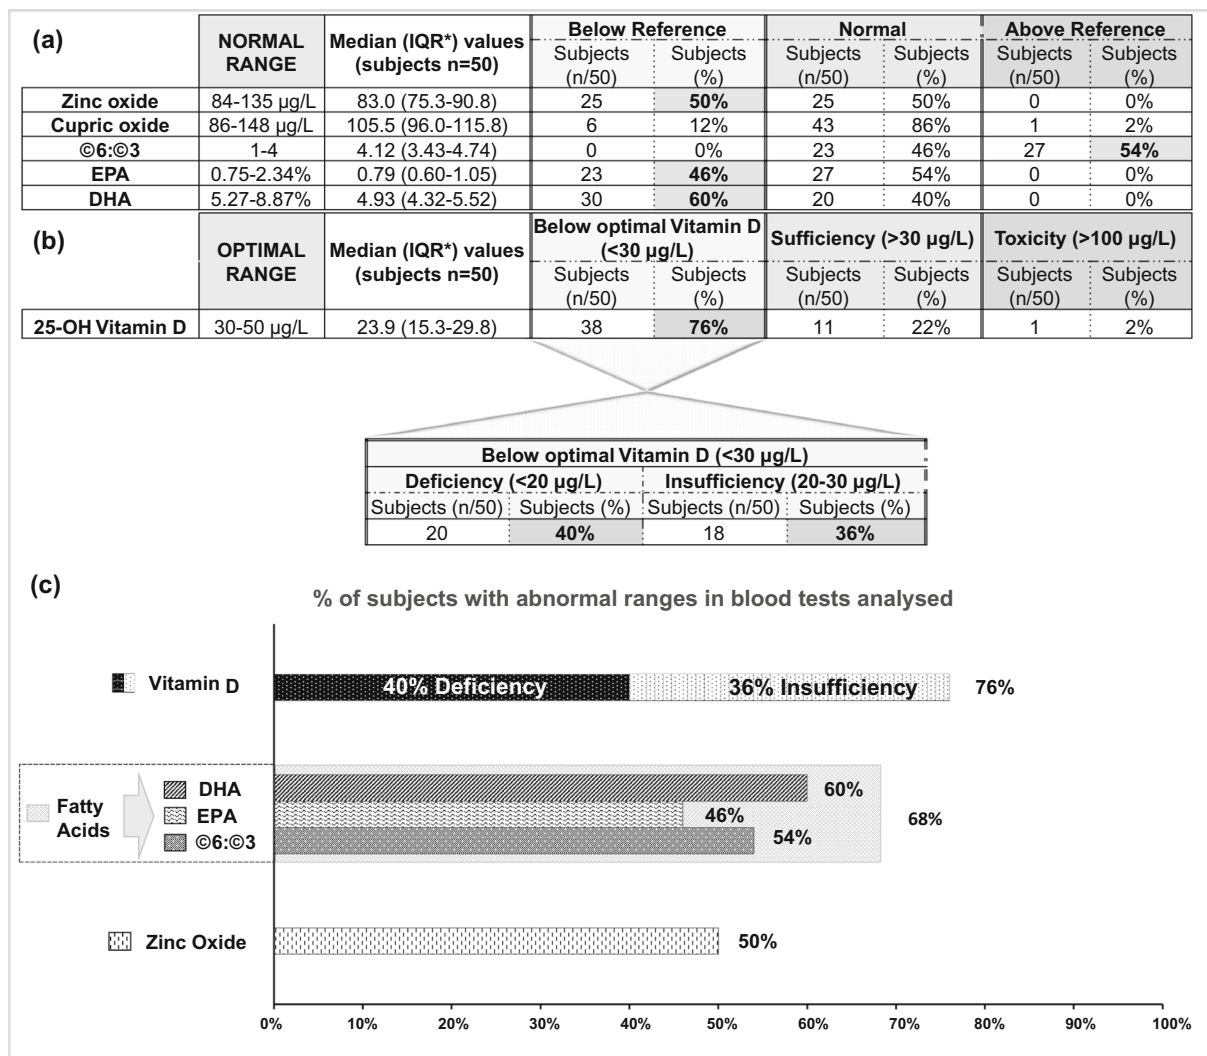 (a)
NORMAL RANGE Median (IQR*) values (subjects n=50) Below Reference Normal Above Reference
Subjects (n/50) Subjects (%) Subjects (n/50) Subjects (%) Subjects (n/50) Subjects (%)
Zinc oxide 84-135 µg/L 83.0 (75.3-90.8) 25 50% 25 50% 0 0%
Cupric oxide 86-148 µg/L 105.5 (96.0-115.8) 6 12% 43 86% 1 2%
©6:©3 1-4 4.12 (3.43-4.74) 0 0% 23 46% 27 54%
EPA 0.75-2.34% 0.79 (0.60-1.05) 23 46% 27 54% 0 0%
DHA 5.27-8.87% 4.93 (4.32-5.52) 30 60% 20 40% 0 0%
(b)
OPTIMAL RANGE Median (IQR*) values (subjects n=50) Below optimal Vitamin D (<30 µg/L) Sufficiency (>30 µg/L) Toxicity (>100 µg/L)
Subjects (n/50) Subjects (%) Subjects (n/50) Subjects (%) Subjects (n/50) Subjects (%)
25-OH Vitamin D 30-50 µg/L 23.9 (15.3-29.8) 38 76% 11 22% 1 2%
Below optimal Vitamin D (<30 µg/L)
Deficiency (<20 µg/L) Insufficiency (20-30 µg/L)
Subjects (n/50) Subjects (%) Subjects (n/50) Subjects (%)
20 40% 18 36%
(c)
% of subjects with abnormal ranges in blood tests analysed
Vitamin D 40% Deficiency 36% Insufficiency 76%
Fatty Acids
DHA 60%
EPA 46%
©6:©3 54%
68%
Zinc Oxide 50%
0% 10% 20% 30% 40% 50% 60% 70% 80% 90% 100%